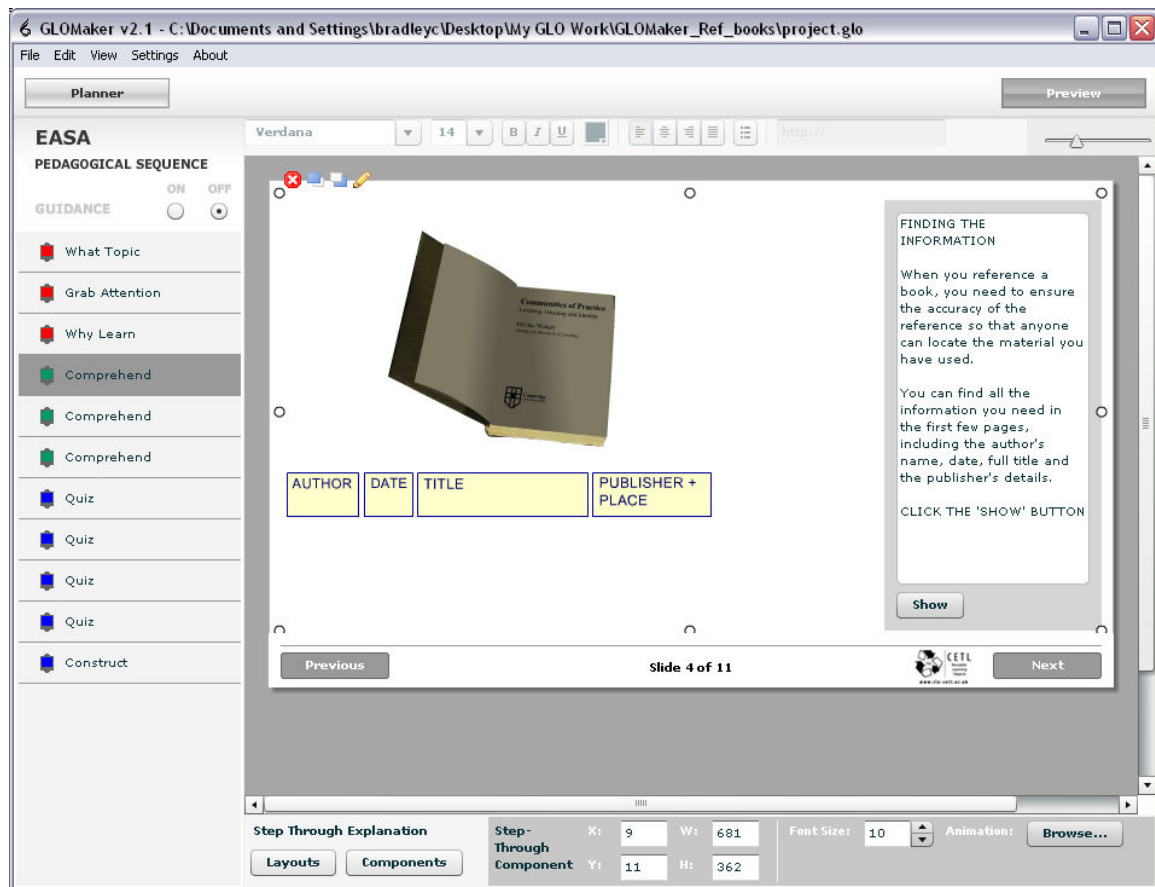 GLOMaker v2.1 - C:\Documents and Settings\bradleyc\Desktop\My GLO Work\GLOMaker_Ref_books\project.glo
File Edit View Settings About
Planner
Preview
EASA
PEDAGOGICAL SEQUENCE
ON OFF
GUIDANCE
What Topic
Grab Attention
Why Learn
Comprehend
Comprehend
Comprehend
Quiz
Quiz
Quiz
Quiz
Construct
Verdana 14 B I U http://
Communities of Practice
Learning, Meaning, and Identity
AUTHOR DATE TITLE PUBLISHER +
PLACE
FINDING THE
INFORMATION
When you reference a
book, you need to ensure
the accuracy of the
reference so that anyone
can locate the material you
have used.
You can find all the
information you need in
the first few pages,
including the author's
name, date, full title and
the publisher's details.
CLICK THE 'SHOW' BUTTON
Show
Previous
Slide 4 of 11
CETL
Next
Step Through Explanation
Layouts Components
Step-
Through
Component
X: 9 W: 681
Y: 11 H: 362
Font Size: 10 Animation: Browse...